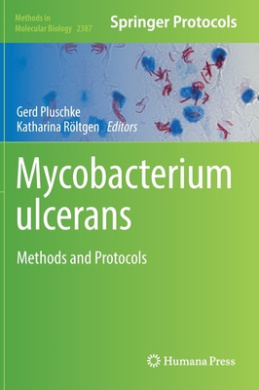 Methods in
Molecular Biology 2387
Springer Protocols
Gerd Pluschke
Katharina Röltgen Editors
Mycobacterium
ulcerans
Methods and Protocols
Humana Press